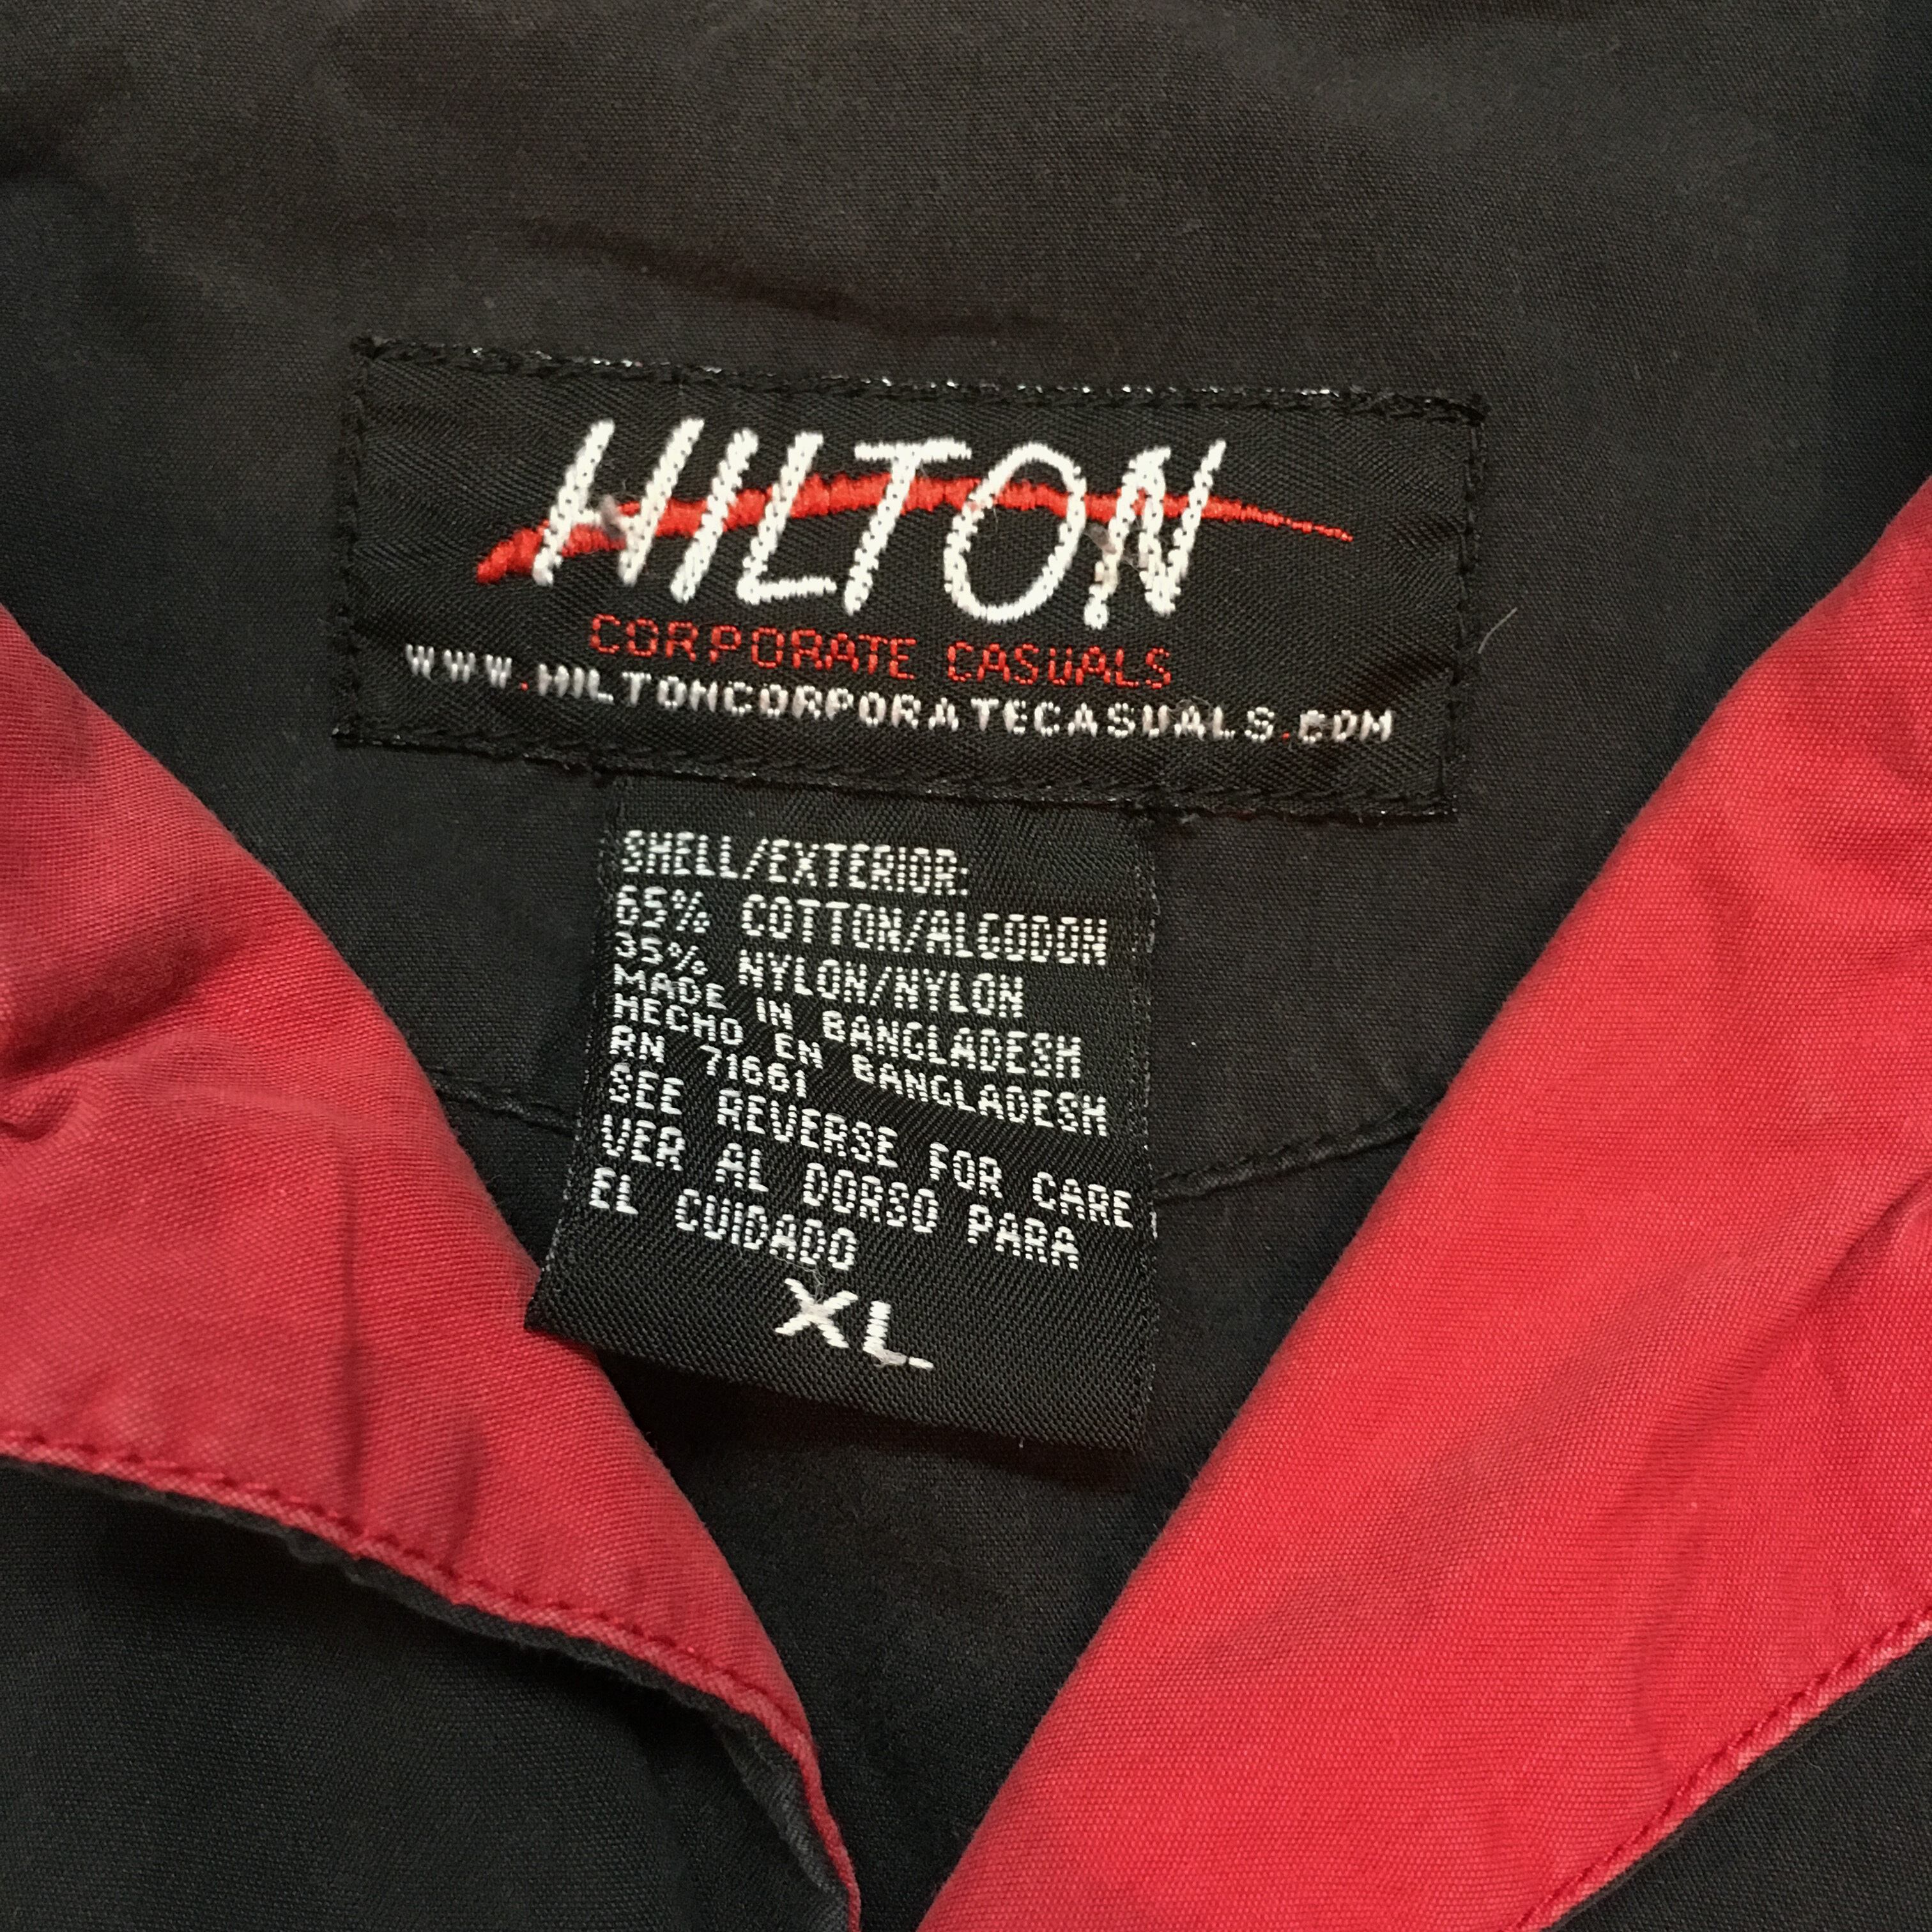 HILTON
CORPORATE CASUALS
WWW.HILTONCORPORATECASUALS.COM
SHELL/EXTERIOR:
65% COTTON/ALGODON
35% NYLON/NYLON
MADE IN BANGLADESH
HECHO EN BANGLADESH
RN 71661
SEE REVERSE FOR CARE
VER AL DORSO PARA
EL CUIDADO
XL